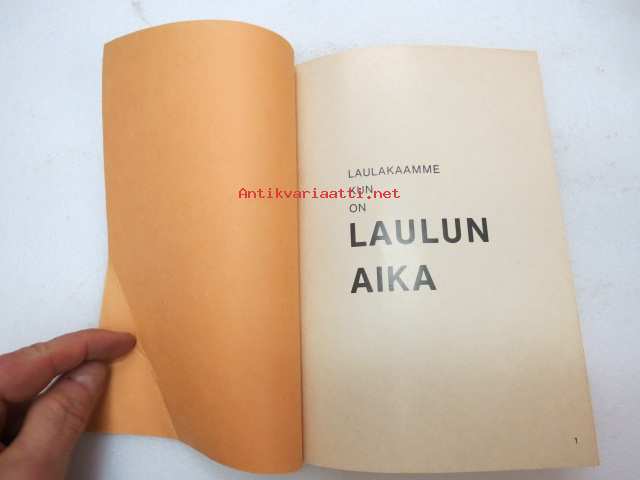 LAULAKAAMME
KUN
Antikvariaatti.net
ON
LAULUN
AIKA
1